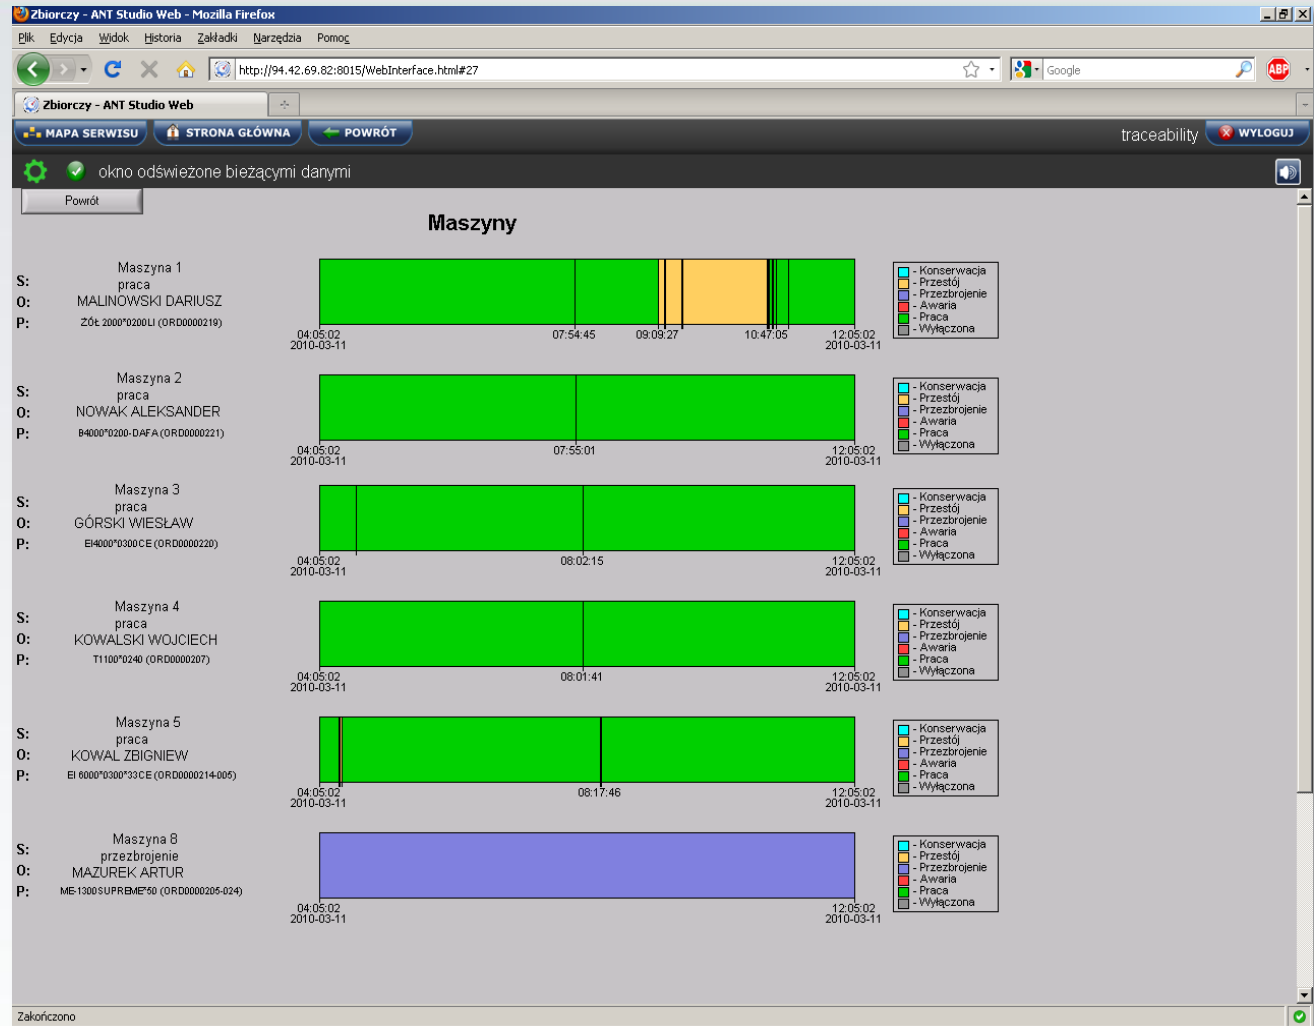 Zbiorczy - ANT Studio Web - Mozilla Firefox
Plik Edycja Widok Historia Zakładki Narzędzia Pomoc
http://94.42.69.82:8015/WebInterface.html#27
Google
ABP
Zbiorczy - ANT Studio Web
MAPA SERWISU STRONA GŁÓWNA POWRÓT traceability WYLOGUJ
okno odświeżone bieżącymi danymi
Powrót
Maszyny
Maszyna 1
S: praca
O: MALINOWSKI DARIUSZ
P: ŻÓŁ 2000*0200LI (ORD0000219)
04:05:02 07:54:45 09:09:27 10:47:05 12:05:02
2010-03-11 2010-03-11
- Konserwacja
- Przestój
- Przezbrojenie
- Awaria
- Praca
- Wyłączona
Maszyna 2
S: praca
O: NOWAK ALEKSANDER
P: B4000*0200-DAFA (ORD0000221)
04:05:02 07:55:01 12:05:02
2010-03-11 2010-03-11
- Konserwacja
- Przestój
- Przezbrojenie
- Awaria
- Praca
- Wyłączona
Maszyna 3
S: praca
O: GÓRSKI WIESŁAW
P: EI4000*0300CE (ORD0000220)
04:05:02 08:02:15 12:05:02
2010-03-11 2010-03-11
- Konserwacja
- Przestój
- Przezbrojenie
- Awaria
- Praca
- Wyłączona
Maszyna 4
S: praca
O: KOWALSKI WOJCIECH
P: T1100*0240 (ORD0000207)
04:05:02 08:01:41 12:05:02
2010-03-11 2010-03-11
- Konserwacja
- Przestój
- Przezbrojenie
- Awaria
- Praca
- Wyłączona
Maszyna 5
S: praca
O: KOWAL ZBIGNIEW
P: EI 6000*0300*33CE (ORD0000214-005)
04:05:02 08:17:46 12:05:02
2010-03-11 2010-03-11
- Konserwacja
- Przestój
- Przezbrojenie
- Awaria
- Praca
- Wyłączona
Maszyna 8
S: przezbrojenie
O: MAZUREK ARTUR
P: ME-1300SUPREME*50 (ORD0000205-024)
04:05:02 12:05:02
2010-03-11 2010-03-11
- Konserwacja
- Przestój
- Przezbrojenie
- Awaria
- Praca
- Wyłączona
Zakończono